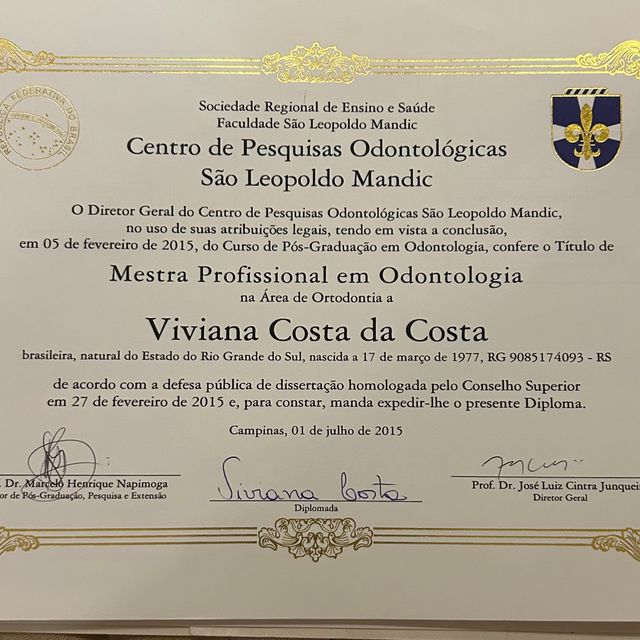 REPÚBLICA FEDERATIVA DO BRASIL
Sociedade Regional de Ensino e Saúde
Faculdade São Leopoldo Mandic
Centro de Pesquisas Odontológicas
São Leopoldo Mandic
O Diretor Geral do Centro de Pesquisas Odontológicas São Leopoldo Mandic,
no uso de suas atribuições legais, tendo em vista a conclusão,
em 05 de fevereiro de 2015, do Curso de Pós-Graduação em Odontologia, confere o Título de
Mestra Profissional em Odontologia
na Área de Ortodontia a
Viviana Costa da Costa
brasileira, natural do Estado do Rio Grande do Sul, nascida a 17 de março de 1977, RG 9085174093 - RS
de acordo com a defesa pública de dissertação homologada pelo Conselho Superior
em 27 de fevereiro de 2015 e, para constar, manda expedir-lhe o presente Diploma.
Campinas, 01 de julho de 2015
Viviana Costa
Dr. Marcelo Henrique Napimoga
or de Pós-Graduação, Pesquisa e Extensão
Diplomada
Prof. Dr. José Luiz Cintra Junquei
Diretor Geral